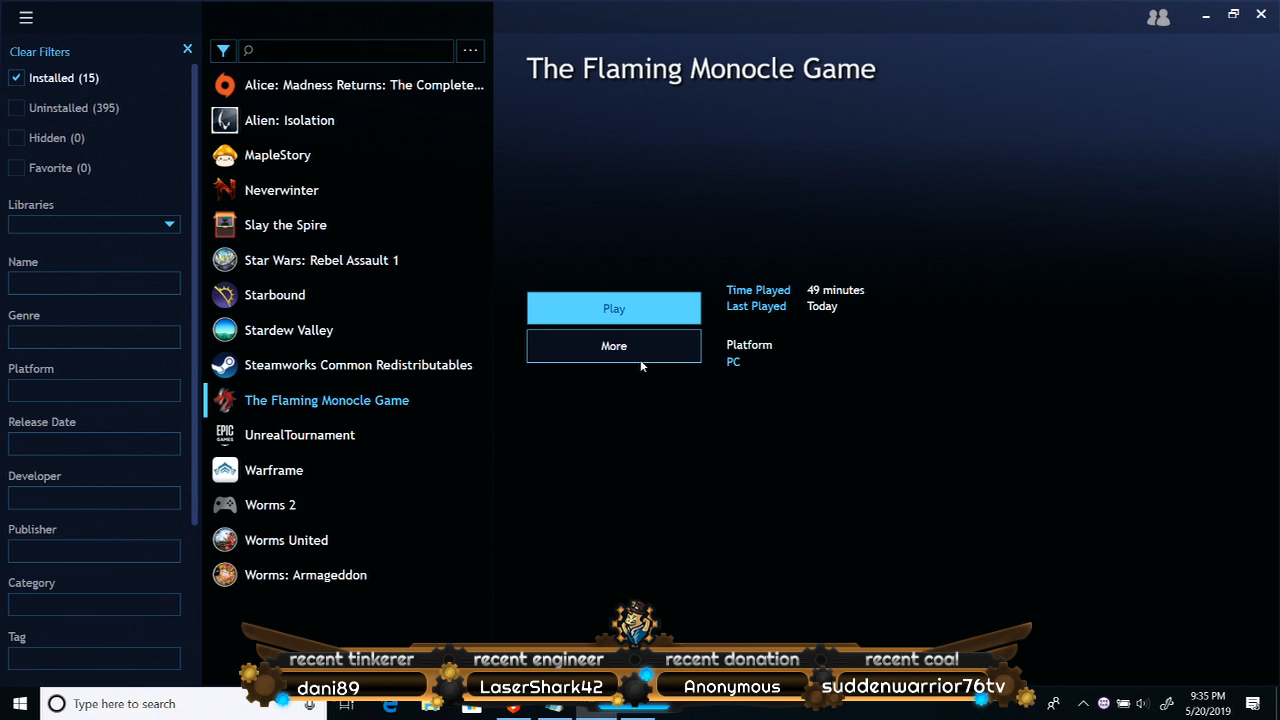 Clear Filters
Installed (15)
Uninstalled (395)
Hidden (0)
Favorite (0)
Libraries
Name
Genre
Platform
Release Date
Developer
Publisher
Category
Tag
...
Alice: Madness Returns: The Complete...
Alien: Isolation
MapleStory
Neverwinter
Slay the Spire
Star Wars: Rebel Assault 1
Starbound
Stardew Valley
Steamworks Common Redistributables
The Flaming Monocle Game
EPIC GAMES UnrealTournament
Warframe
Worms 2
Worms United
Worms: Armageddon
The Flaming Monocle Game
Play
More
Time Played 49 minutes
Last Played Today
Platform
PC
recent tinkerer recent engineer recent donation recent coal
dani89 LaserShark42 Anonymous suddenwarrior76tv
Type here to search
9:35 PM
5/20/2019